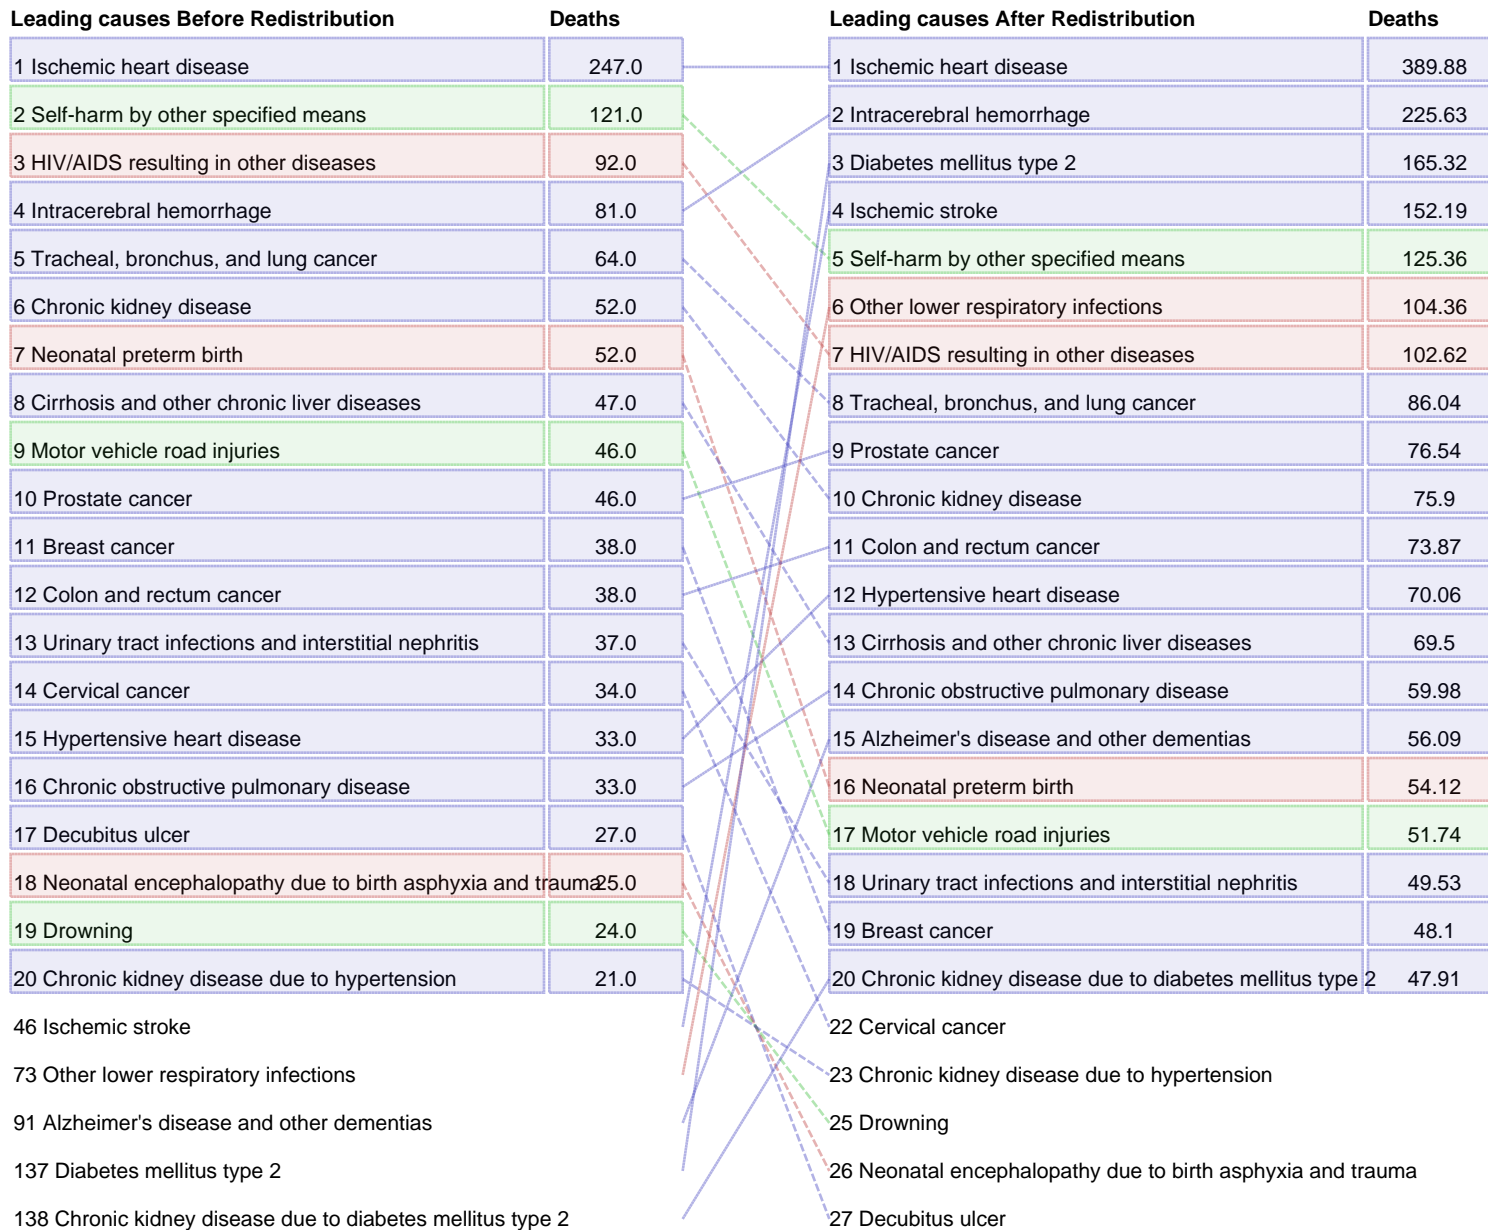 Leading causes Before Redistribution Deaths Leading causes After Redistribution Deaths
1 Ischemic heart disease 247.0 1 Ischemic heart disease 389.88
2 Self-harm by other specified means 121.0 2 Intracerebral hemorrhage 225.63
3 HIV/AIDS resulting in other diseases 92.0 3 Diabetes mellitus type 2 165.32
4 Intracerebral hemorrhage 81.0 4 Ischemic stroke 152.19
5 Tracheal, bronchus, and lung cancer 64.0 5 Self-harm by other specified means 125.36
6 Chronic kidney disease 52.0 6 Other lower respiratory infections 104.36
7 Neonatal preterm birth 52.0 7 HIV/AIDS resulting in other diseases 102.62
8 Cirrhosis and other chronic liver diseases 47.0 8 Tracheal, bronchus, and lung cancer 86.04
9 Motor vehicle road injuries 46.0 9 Prostate cancer 76.54
10 Prostate cancer 46.0 10 Chronic kidney disease 75.9
11 Breast cancer 38.0 11 Colon and rectum cancer 73.87
12 Colon and rectum cancer 38.0 12 Hypertensive heart disease 70.06
13 Urinary tract infections and interstitial nephritis 37.0 13 Cirrhosis and other chronic liver diseases 69.5
14 Cervical cancer 34.0 14 Chronic obstructive pulmonary disease 59.98
15 Hypertensive heart disease 33.0 15 Alzheimer's disease and other dementias 56.09
16 Chronic obstructive pulmonary disease 33.0 16 Neonatal preterm birth 54.12
17 Decubitus ulcer 27.0 17 Motor vehicle road injuries 51.74
18 Neonatal encephalopathy due to birth asphyxia and trauma 25.0 18 Urinary tract infections and interstitial nephritis 49.53
19 Drowning 24.0 19 Breast cancer 48.1
20 Chronic kidney disease due to hypertension 21.0 20 Chronic kidney disease due to diabetes mellitus type 2 47.91
46 Ischemic stroke 22 Cervical cancer
73 Other lower respiratory infections 23 Chronic kidney disease due to hypertension
91 Alzheimer's disease and other dementias 25 Drowning
137 Diabetes mellitus type 2 26 Neonatal encephalopathy due to birth asphyxia and trauma
138 Chronic kidney disease due to diabetes mellitus type 2 27 Decubitus ulcer